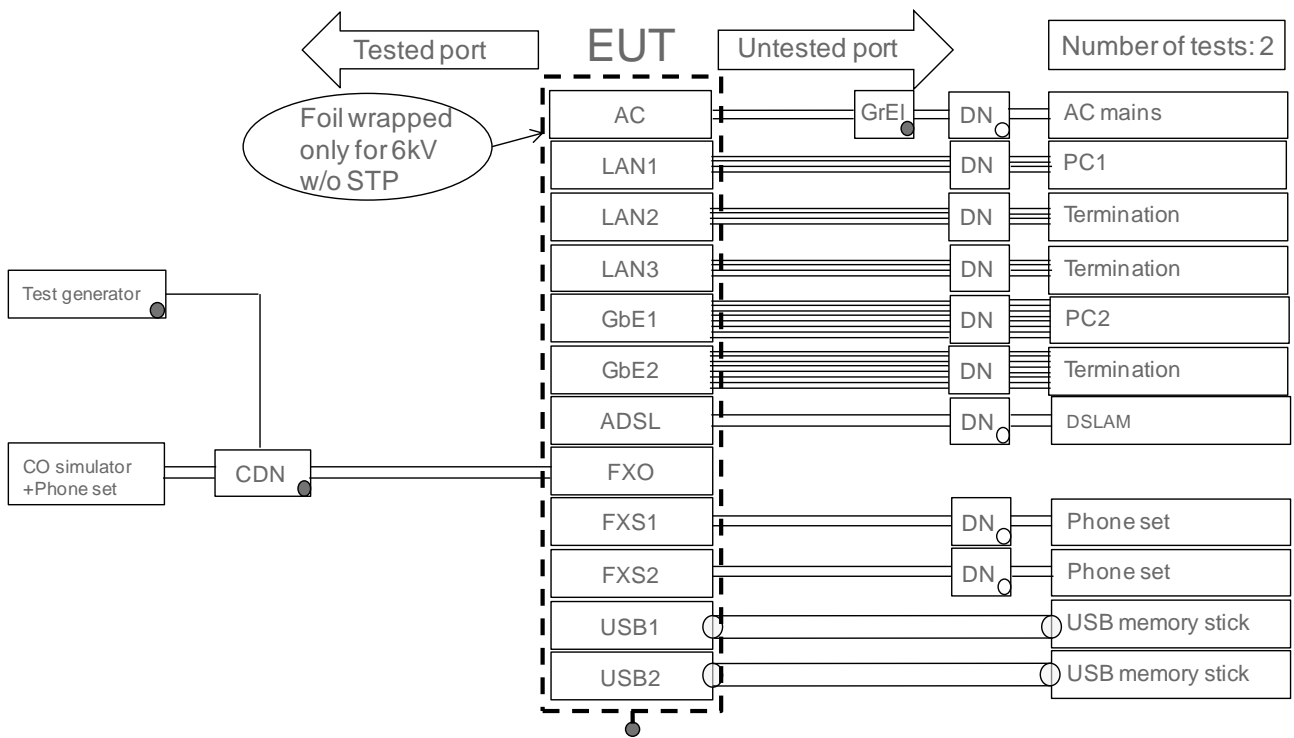 Tested port
EUT
Untested port
Number of tests: 2
Foil wrapped
only for 6kV
w/o STP
AC
GrEl
DN
AC mains
LAN1
DN
PC1
LAN2
DN
Termination
LAN3
DN
Termination
Test generator
GbE1
DN
PC2
GbE2
DN
Termination
ADSL
DN
DSLAM
CO simulator
+Phone set
CDN
FXO
FXS1
DN
Phone set
FXS2
DN
Phone set
USB1
USB memory stick
USB2
USB memory stick